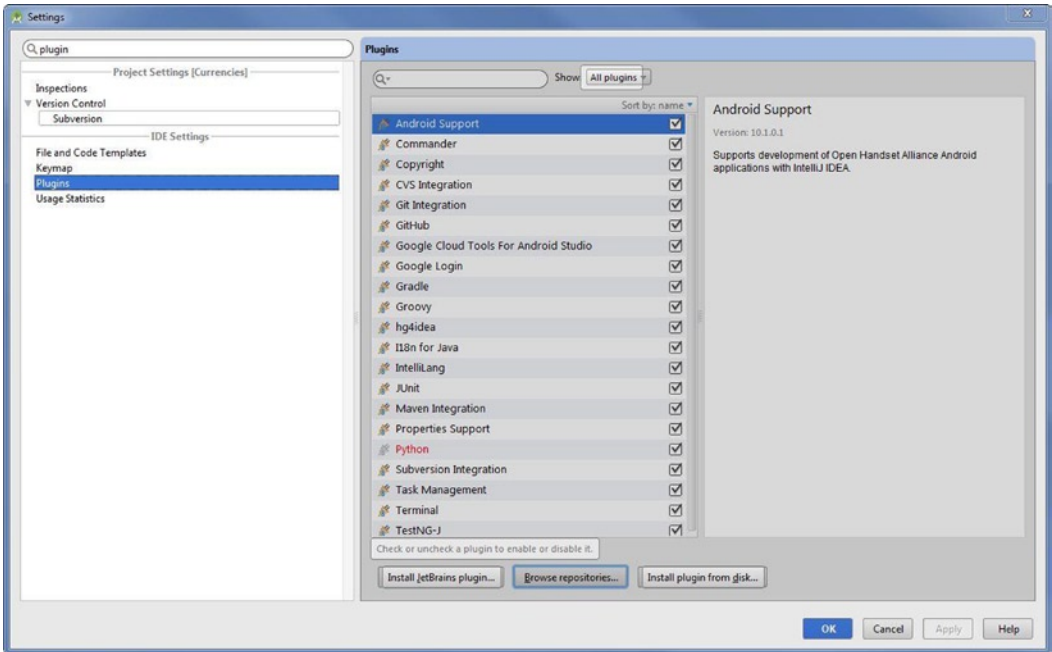 Settings
plugin
Project Settings [Currencies]
Inspections
Version Control
Subversion
IDE Settings
File and Code Templates
Keymap
Plugins
Usage Statistics
Plugins
Show: All plugins
Sort by: name
Android Support
Commander
Copyright
CVS Integration
Git Integration
GitHub
Google Cloud Tools For Android Studio
Google Login
Gradle
Groovy
hg4idea
I18n for Java
IntelliLang
JUnit
Maven Integration
Properties Support
Python
Subversion Integration
Task Management
Terminal
TestNG-J
Check or uncheck a plugin to enable or disable it.
Install JetBrains plugin...
Browse repositories...
Install plugin from disk...
Android Support
Version: 10.1.0.1
Supports development of Open Handset Alliance Android
applications with IntelliJ IDEA.
OK
Cancel
Apply
Help